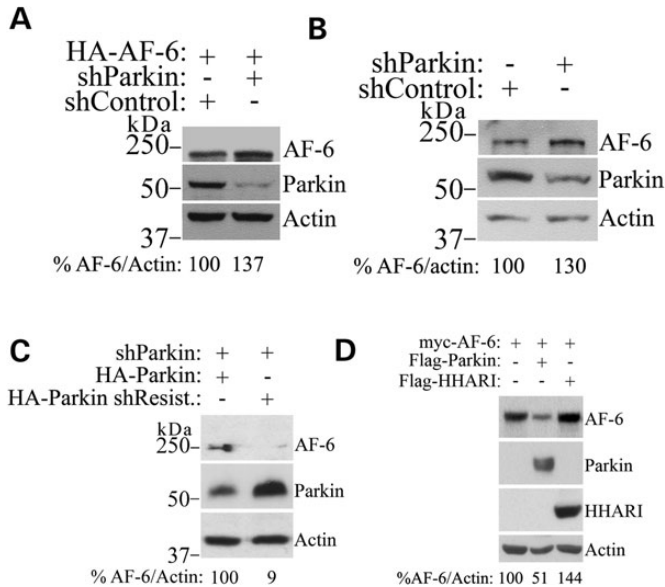 A
HA-AF-6: + +
shParkin: - +
shControl: + -
kDa
250 AF-6
50 Parkin
37 Actin
% AF-6/Actin: 100 137
B
shParkin: - +
shControl: + -
250 AF-6
50 Parkin
37 Actin
% AF-6/actin: 100 130
C
shParkin: + +
HA-Parkin: + -
HA-Parkin shResist.: - +
kDa
250 AF-6
50 Parkin
37 Actin
% AF-6/Actin: 100 9
D
myc-AF-6: + + +
Flag-Parkin: - + -
Flag-HHARI: - - +
AF-6
Parkin
HHARI
Actin
%AF-6/Actin: 100 51 144